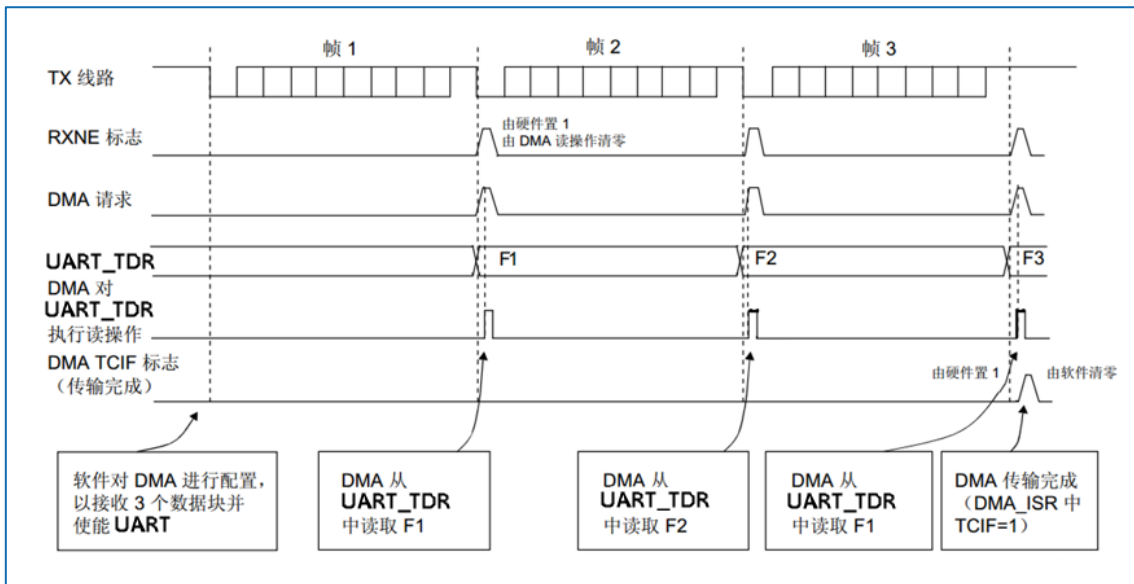 帧 1
帧 2
帧 3
TX 线路
RXNE 标志
由硬件置 1
由 DMA 读操作清零
DMA 请求
UART_TDR
F1
F2
F3
DMA 对
UART_TDR
执行读操作
DMA TCIF 标志
(传输完成)
由硬件置 1
由软件清零
软件对 DMA 进行配置,
以接收 3 个数据块并
使能 UART
DMA 从
UART_TDR
中读取 F1
DMA 从
UART_TDR
中读取 F2
DMA 从
UART_TDR
中读取 F1
DMA 传输完成
(DMA_ISR 中
TCIF=1)